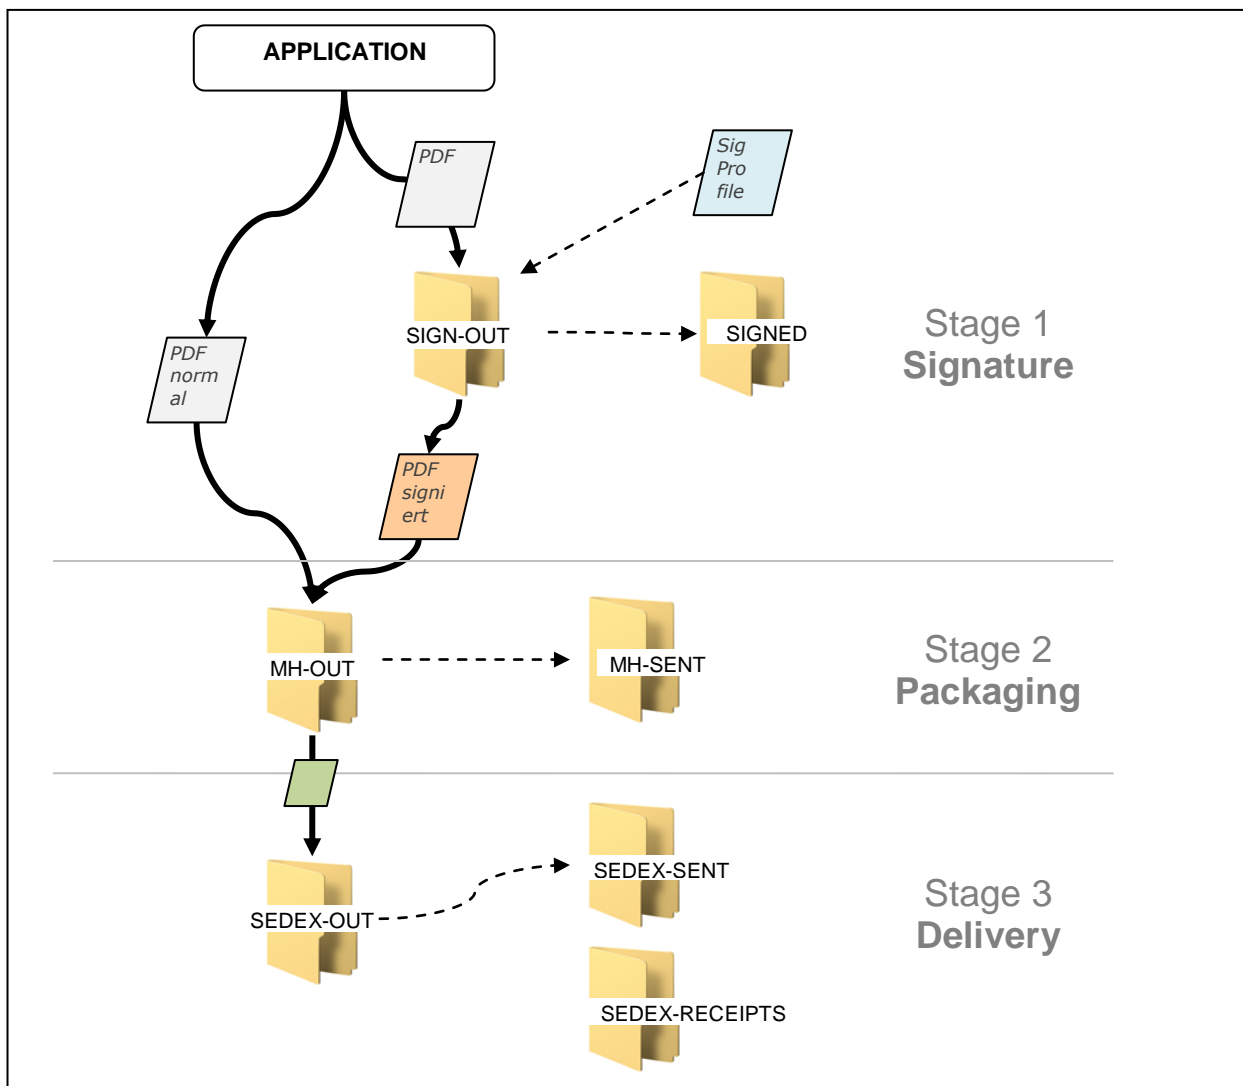 APPLICATION
PDF
Sig
Pro
file
SIGN-OUT
SIGNED
Stage 1
Signature
PDF
norm
al
PDF
signi
ert
MH-OUT
MH-SENT
Stage 2
Packaging
SEDEX-OUT
SEDEX-SENT
Stage 3
Delivery
SEDEX-RECEIPTS